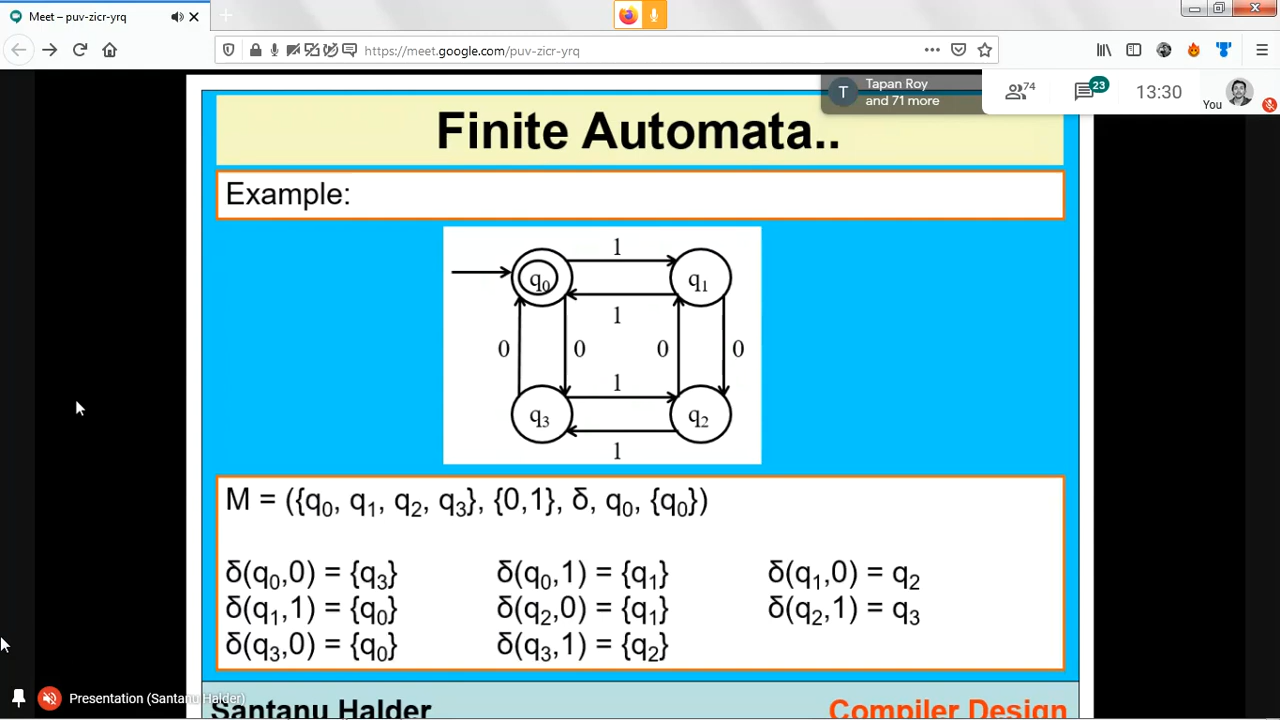 Meet – puv-zicr-yrq
https://meet.google.com/puv-zicr-yrq
T
Tapan Roy
and 71 more
74
23
13:30
You
Finite Automata..
Example:
1
q₀
q₁
1
0
0
0
0
1
q₃
q₂
1
M = ({q₀, q₁, q₂, q₃}, {0,1}, δ, q₀, {q₀})
δ(q₀,0) = {q₃} δ(q₀,1) = {q₁} δ(q₁,0) = q₂
δ(q₁,1) = {q₀} δ(q₂,0) = {q₁} δ(q₂,1) = q₃
δ(q₃,0) = {q₀} δ(q₃,1) = {q₂}
Presentation (Santanu Halder)
Santanu Halder Compiler Design